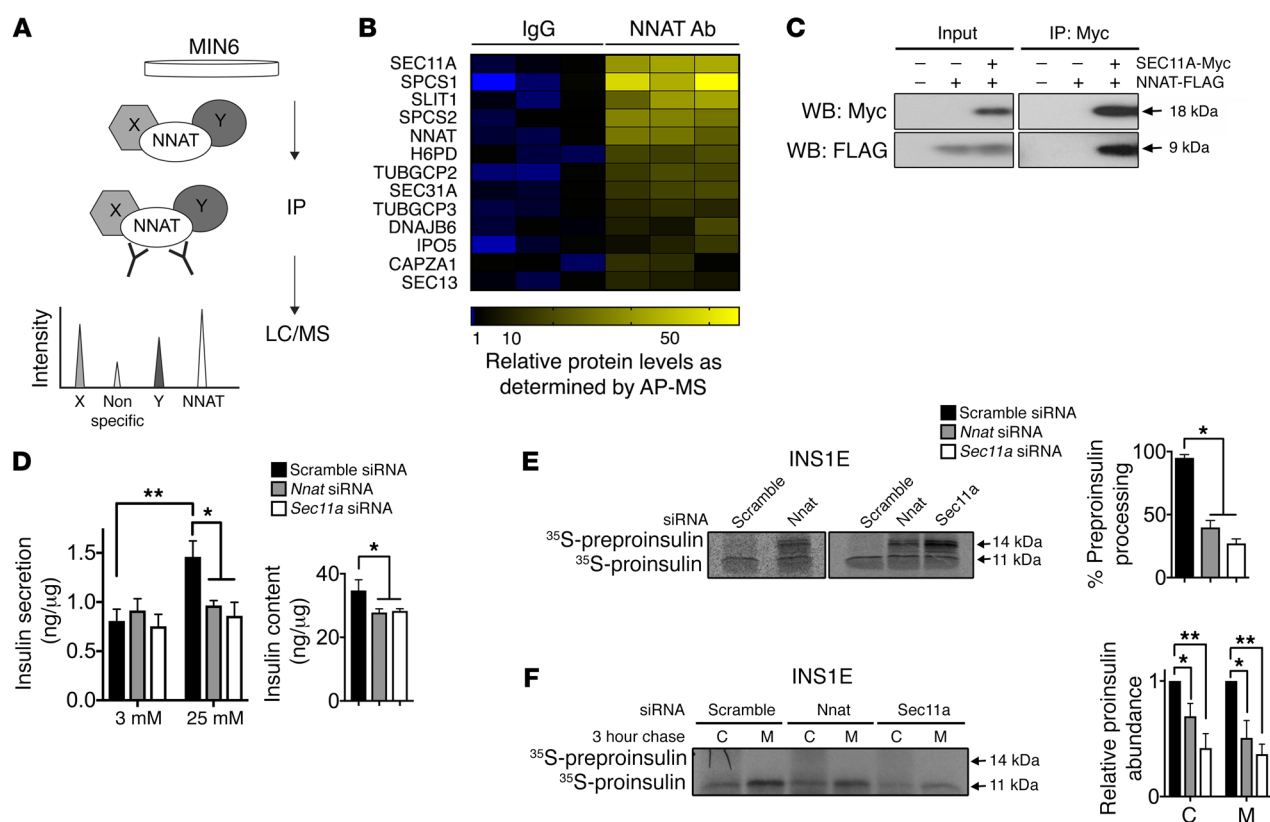 A
MIN6
X
NNAT
Y
X
NNAT
Y
IP
LC/MS
Intensity
X
Non
specific
Y
NNAT
B
IgG
NNAT Ab
SEC11A
SPCS1
SLIT1
SPCS2
NNAT
H6PD
TUBGCP2
SEC31A
TUBGCP3
DNAJB6
IPO5
CAPZA1
SEC13
1 10 50
Relative protein levels as
determined by AP-MS
C
Input
IP: Myc
– – + – – + SEC11A-Myc
– + + – + + NNAT-FLAG
WB: Myc
18 kDa
WB: FLAG
9 kDa
D
Scramble siRNA
Nnat siRNA
Sec11a siRNA
Insulin secretion
(ng/µg)
1.5
1.0
0.5
0.0
**
*
3 mM
25 mM
Insulin content
(ng/µg)
40
20
0
*
E
INS1E
siRNA
Scramble
Nnat
Scramble
Nnat
Sec11a
35S-preproinsulin
35S-proinsulin
14 kDa
11 kDa
Scramble siRNA
Nnat siRNA
Sec11a siRNA
% Preproinsulin
processing
100
50
0
*
F
INS1E
siRNA
Scramble
Nnat
Sec11a
3 hour chase
C M C M C M
35S-preproinsulin
35S-proinsulin
14 kDa
11 kDa
Relative proinsulin
abundance
1
0
**
*
**
*
C
M